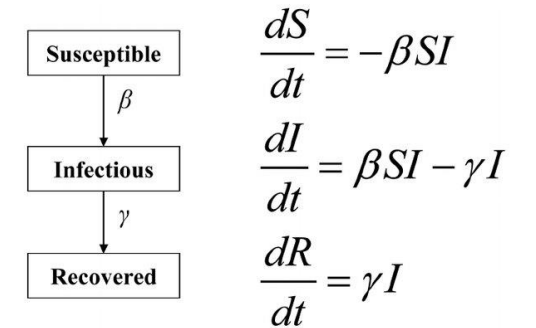 Susceptible
β
Infectious
γ
Recovered
dS/dt = −βSI
dI/dt = βSI − γI
dR/dt = γI